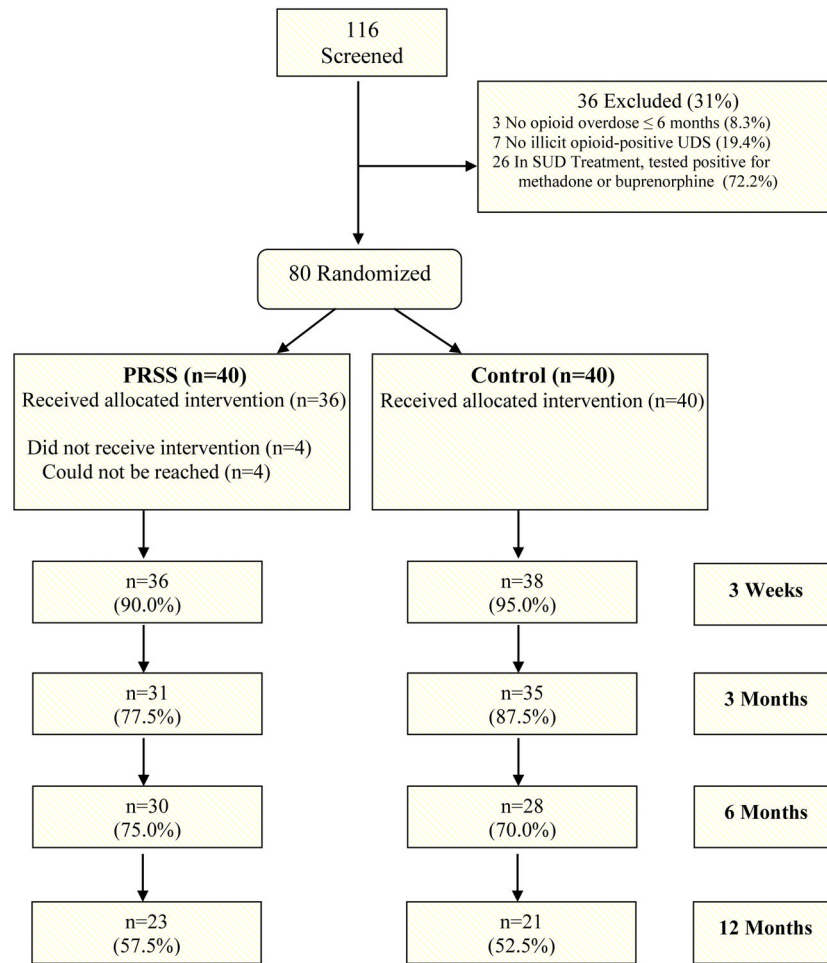 116
Screened
36 Excluded (31%)
3 No opioid overdose ≤ 6 months (8.3%)
7 No illicit opioid-positive UDS (19.4%)
26 In SUD Treatment, tested positive for
methadone or buprenorphine (72.2%)
80 Randomized
PRSS (n=40)
Received allocated intervention (n=36)
Did not receive intervention (n=4)
Could not be reached (n=4)
Control (n=40)
Received allocated intervention (n=40)
n=36
(90.0%)
n=38
(95.0%)
3 Weeks
n=31
(77.5%)
n=35
(87.5%)
3 Months
n=30
(75.0%)
n=28
(70.0%)
6 Months
n=23
(57.5%)
n=21
(52.5%)
12 Months